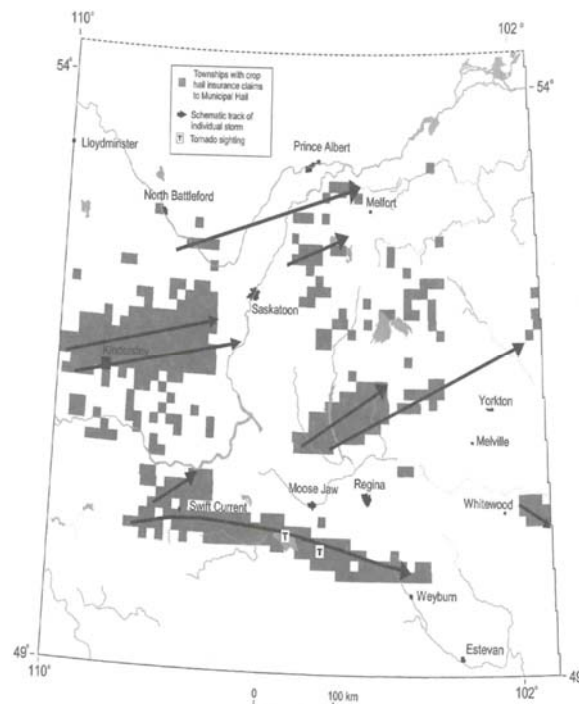 110°
102°
54°
54°
Townships with crop
hail insurance claims
to Municipal Hail
Schematic track of
individual storm
T Tornado sighting
Lloydminster
Prince Albert
North Battleford
Melfort
Saskatoon
Kindersley
Yorkton
Melville
Moose Jaw
Regina
Whitewood
Swift Current
T
T
Weyburn
Estevan
49°
49°
110°
102°
0 100 km